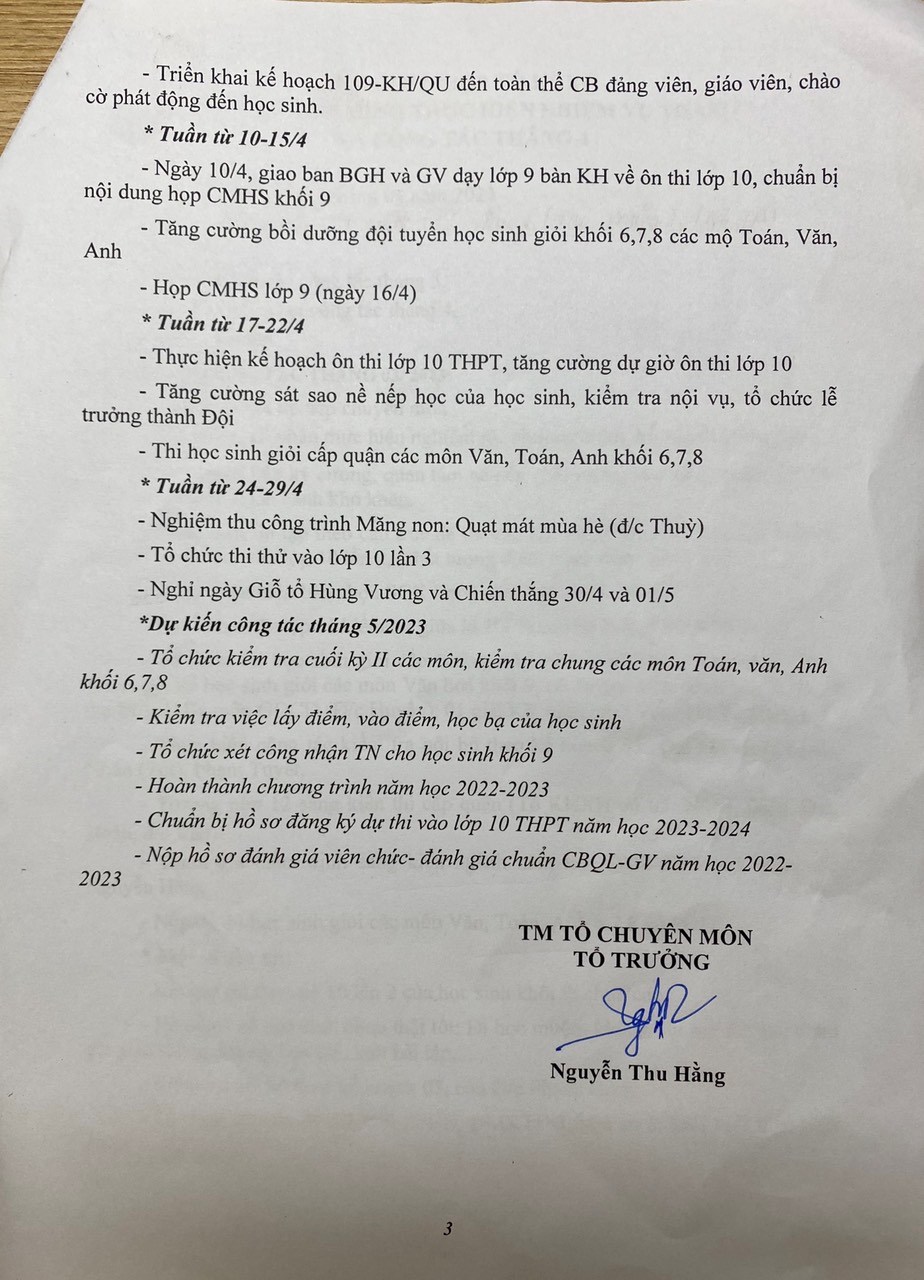 - Triển khai kế hoạch 109-KH/QU đến toàn thể CB đảng viên, giáo viên, chào
cờ phát động đến học sinh.
* Tuần từ 10-15/4
- Ngày 10/4, giao ban BGH và GV dạy lớp 9 bàn KH về ôn thi lớp 10, chuẩn bị
nội dung họp CMHS khối 9
- Tăng cường bồi dưỡng đội tuyển học sinh giỏi khối 6,7,8 các mộ Toán, Văn,
Anh
- Họp CMHS lớp 9 (ngày 16/4)
* Tuần từ 17-22/4
- Thực hiện kế hoạch ôn thi lớp 10 THPT, tăng cường dự giờ ôn thi lớp 10
- Tăng cường sát sao nề nếp học của học sinh, kiểm tra nội vụ, tổ chức lễ
trưởng thành Đội
- Thi học sinh giỏi cấp quận các môn Văn, Toán, Anh khối 6,7,8
* Tuần từ 24-29/4
- Nghiệm thu công trình Măng non: Quạt mát mùa hè (đ/c Thuỳ)
- Tổ chức thi thử vào lớp 10 lần 3
- Nghỉ ngày Giỗ tổ Hùng Vương và Chiến thắng 30/4 và 01/5
*Dự kiến công tác tháng 5/2023
- Tổ chức kiểm tra cuối kỳ II các môn, kiểm tra chung các môn Toán, văn, Anh
khối 6,7,8
- Kiểm tra việc lấy điểm, vào điểm, học bạ của học sinh
- Tổ chức xét công nhận TN cho học sinh khối 9
- Hoàn thành chương trình năm học 2022-2023
- Chuẩn bị hồ sơ đăng ký dự thi vào lớp 10 THPT năm học 2023-2024
- Nộp hồ sơ đánh giá viên chức- đánh giá chuẩn CBQL-GV năm học 2022-
2023
TM TỔ CHUYÊN MÔN
TỔ TRƯỞNG
Nguyễn Thu Hằng
3